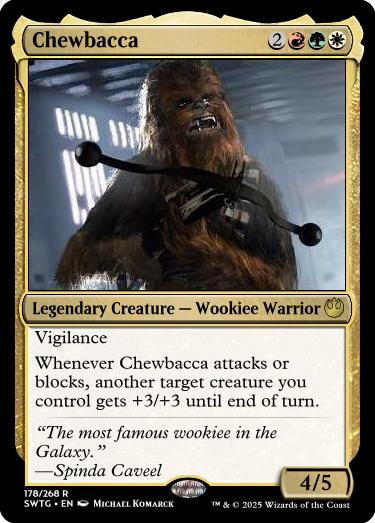 Chewbacca 2
Legendary Creature — Wookiee Warrior
Vigilance
Whenever Chewbacca attacks or
blocks, another target creature you
control gets +3/+3 until end of turn.
“The most famous wookiee in the
Galaxy.”
—Spinda Caveel
4/5
178/268 R
SWTG • EN Michael Komarck
™ & © 2025 Wizards of the Coast